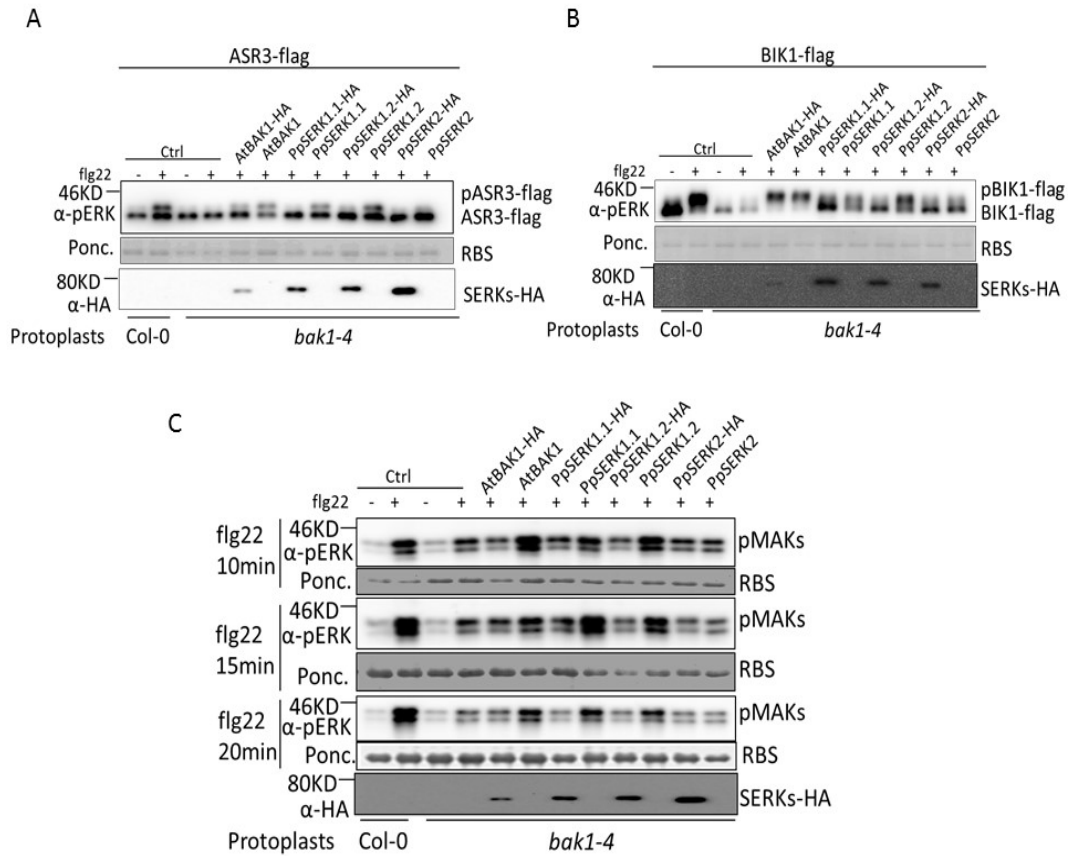 A
ASR3-flag
Ctrl
AtBAK1-HA
AtBAK1
PpSERK1.1-HA
PpSERK1.1
PpSERK1.2-HA
PpSERK1.2
PpSERK2-HA
PpSERK2
flg22 - + - + + + + + + + + +
46KD
α-pERK
pASR3-flag
ASR3-flag
Ponc.
RBS
80KD
α-HA
SERKs-HA
Protoplasts Col-0 bak1-4
B
BIK1-flag
Ctrl
AtBAK1-HA
AtBAK1
PpSERK1.1-HA
PpSERK1.1
PpSERK1.2-HA
PpSERK1.2
PpSERK2-HA
PpSERK2
flg22 - + - + + + + + + + + +
46KD
α-pERK
pBIK1-flag
BIK1-flag
Ponc.
RBS
80KD
α-HA
SERKs-HA
Protoplasts Col-0 bak1-4
C
Ctrl
AtBAK1-HA
AtBAK1
PpSERK1.1-HA
PpSERK1.1
PpSERK1.2-HA
PpSERK1.2
PpSERK2-HA
PpSERK2
flg22 - + - + + + + + + + + +
flg22
10min
46KD
α-pERK
pMAKs
Ponc.
RBS
flg22
15min
46KD
α-pERK
pMAKs
Ponc.
RBS
flg22
20min
46KD
α-pERK
pMAKs
Ponc.
RBS
80KD
α-HA
SERKs-HA
Protoplasts Col-0 bak1-4